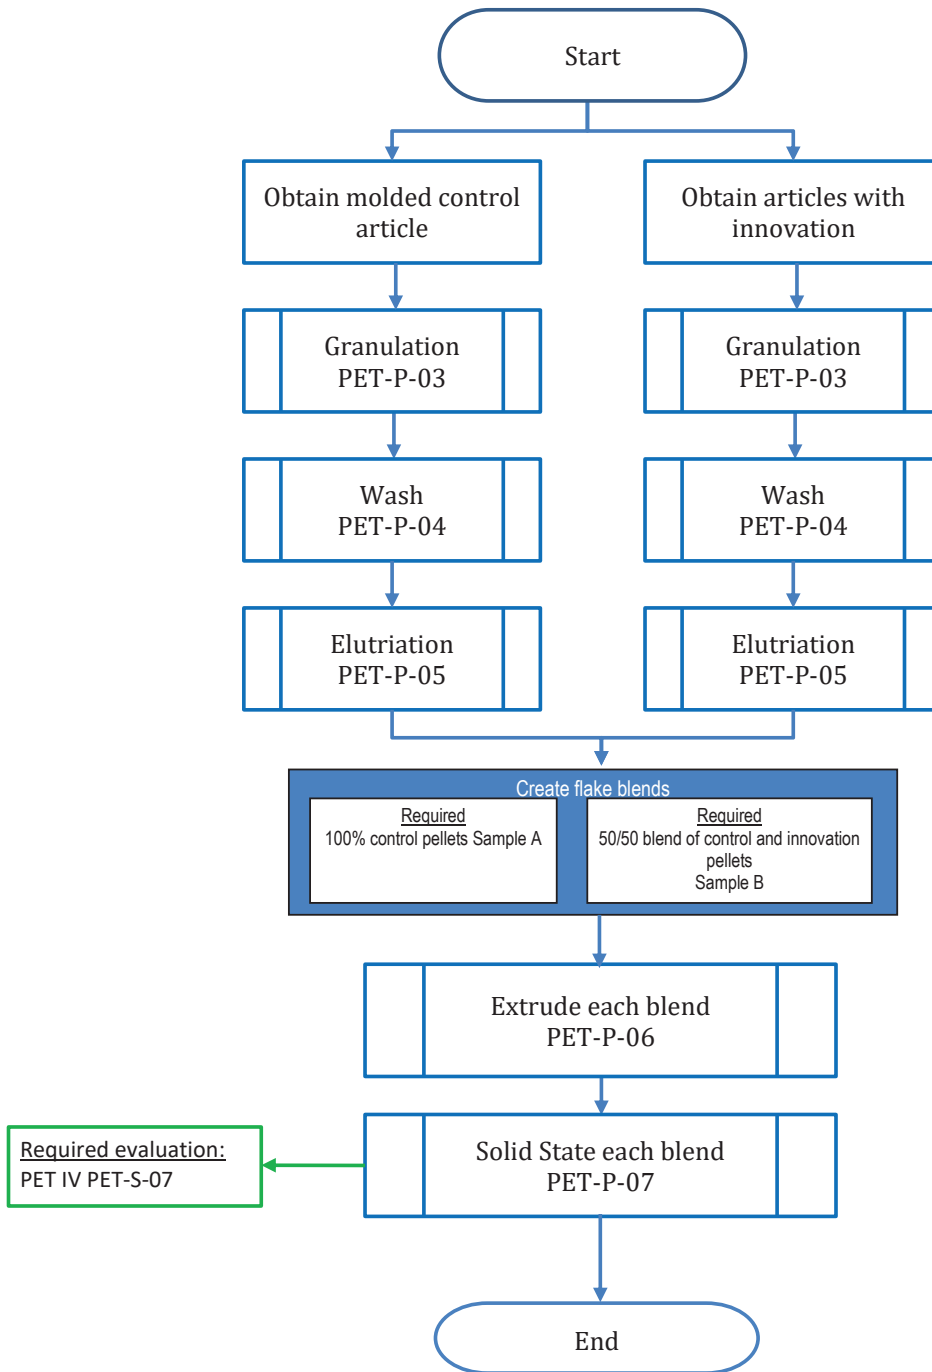 Start
Obtain molded control
article
Obtain articles with
innovation
Granulation
PET-P-03
Granulation
PET-P-03
Wash
PET-P-04
Wash
PET-P-04
Elutriation
PET-P-05
Elutriation
PET-P-05
Create flake blends
Required
100% control pellets Sample A
Required
50/50 blend of control and innovation
pellets
Sample B
Extrude each blend
PET-P-06
Solid State each blend
PET-P-07
Required evaluation:
PET IV PET-S-07
End